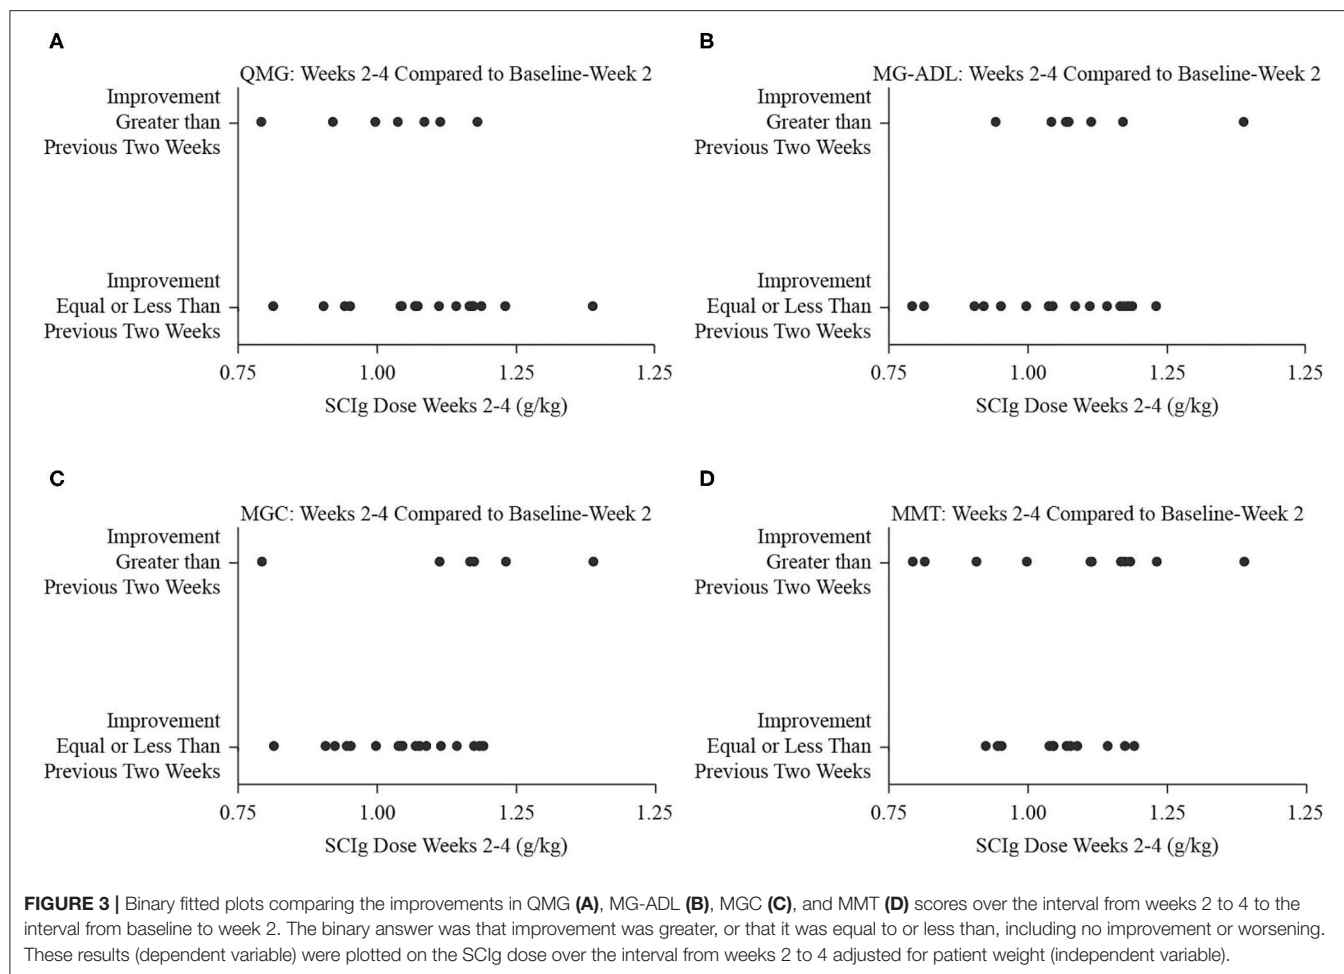 A
QMG: Weeks 2-4 Compared to Baseline-Week 2
Improvement
Greater than
Previous Two Weeks
Improvement
Equal or Less Than
Previous Two Weeks
0.75 1.00 1.25 1.25
SCIg Dose Weeks 2-4 (g/kg)
B
MG-ADL: Weeks 2-4 Compared to Baseline-Week 2
Improvement
Greater than
Previous Two Weeks
Improvement
Equal or Less Than
Previous Two Weeks
0.75 1.00 1.25 1.25
SCIg Dose Weeks 2-4 (g/kg)
C
MGC: Weeks 2-4 Compared to Baseline-Week 2
Improvement
Greater than
Previous Two Weeks
Improvement
Equal or Less Than
Previous Two Weeks
0.75 1.00 1.25 1.25
SCIg Dose Weeks 2-4 (g/kg)
D
MMT: Weeks 2-4 Compared to Baseline-Week 2
Improvement
Greater than
Previous Two Weeks
Improvement
Equal or Less Than
Previous Two Weeks
0.75 1.00 1.25 1.25
SCIg Dose Weeks 2-4 (g/kg)
FIGURE 3 | Binary fitted plots comparing the improvements in QMG (A), MG-ADL (B), MGC (C), and MMT (D) scores over the interval from weeks 2 to 4 to the
interval from baseline to week 2. The binary answer was that improvement was greater, or that it was equal to or less than, including no improvement or worsening.
These results (dependent variable) were plotted on the SCIg dose over the interval from weeks 2 to 4 adjusted for patient weight (independent variable).